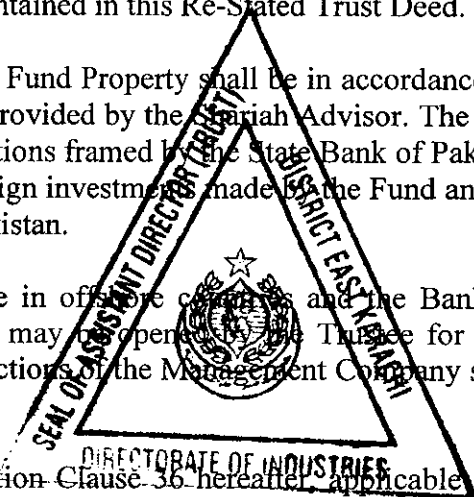 ntained in this Re-Stated Trust Deed.
Fund Property shall be in accordance
rovided by the Shariah Advisor. The
tions framed by the State Bank of Pak
ign investments made by the Fund an
kistan.
e in offshore countries and the Bank
may be opened by the Trustee for
ctions of the Management Company s
tion Clause 36 hereafter, applicable
SEAL OF ASSISTANT DIRECTOR (TRUST)
DISTRICT EAST KARACHI
DIRECTORATE OF INDUSTRIES